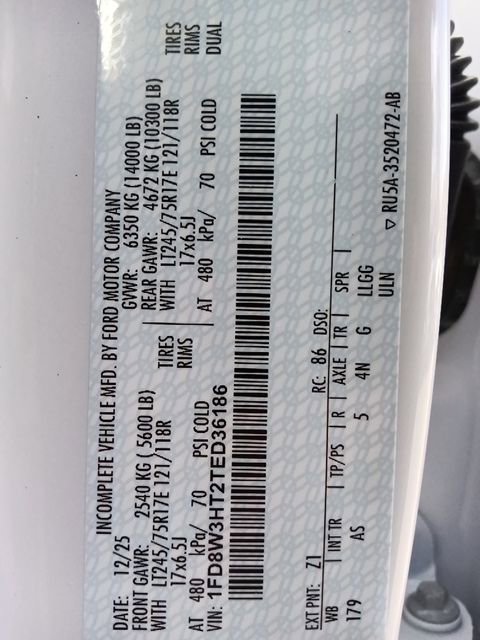 INCOMPLETE VEHICLE MFD. BY FORD MOTOR COMPANY
DATE: 12/25 GVWR: 6350 KG (14000 LB)
FRONT GAWR: 2540 KG ( 5600 LB) REAR GAWR: 4672 KG (10300 LB)
WITH LT245/75R17E 121/118R TIRES WITH LT245/75R17E 121/118R TIRES
17x6.5J RIMS 17x6.5J RIMS
AT 480 kPa/ 70 PSI COLD AT 480 kPa/ 70 PSI COLD DUAL
VIN: 1FD8W3HT2TED36186
EXT PNT: Z1 RC: 86 DSO:
WB | INT TR | TP/PS | R | AXLE | TR | SPR |
179 AS 5 4N G LLGG
ULN
▽ RU5A-3520472-AB